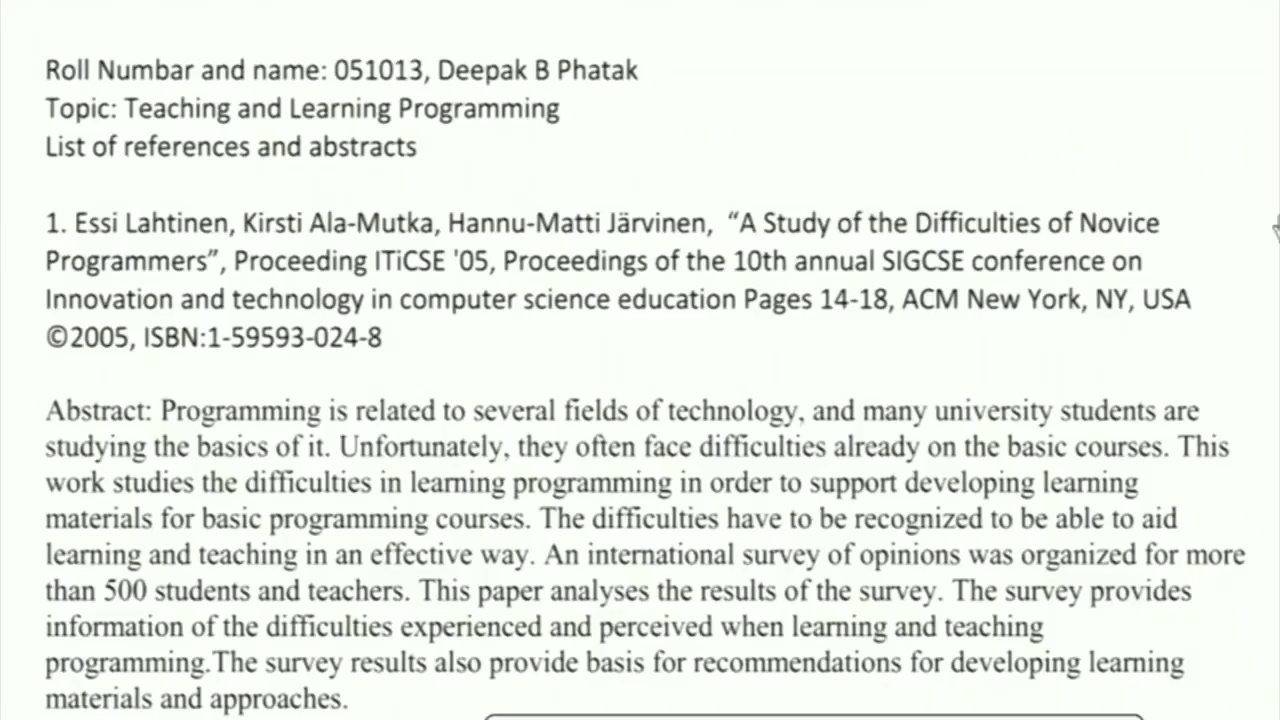 Roll Numbar and name: 051013, Deepak B Phatak
Topic: Teaching and Learning Programming
List of references and abstracts
1. Essi Lahtinen, Kirsti Ala-Mutka, Hannu-Matti Järvinen, “A Study of the Difficulties of Novice
Programmers”, Proceeding ITiCSE '05, Proceedings of the 10th annual SIGCSE conference on
Innovation and technology in computer science education Pages 14-18, ACM New York, NY, USA
©2005, ISBN:1-59593-024-8
Abstract: Programming is related to several fields of technology, and many university students are
studying the basics of it. Unfortunately, they often face difficulties already on the basic courses. This
work studies the difficulties in learning programming in order to support developing learning
materials for basic programming courses. The difficulties have to be recognized to be able to aid
learning and teaching in an effective way. An international survey of opinions was organized for more
than 500 students and teachers. This paper analyses the results of the survey. The survey provides
information of the difficulties experienced and perceived when learning and teaching
programming.The survey results also provide basis for recommendations for developing learning
materials and approaches.